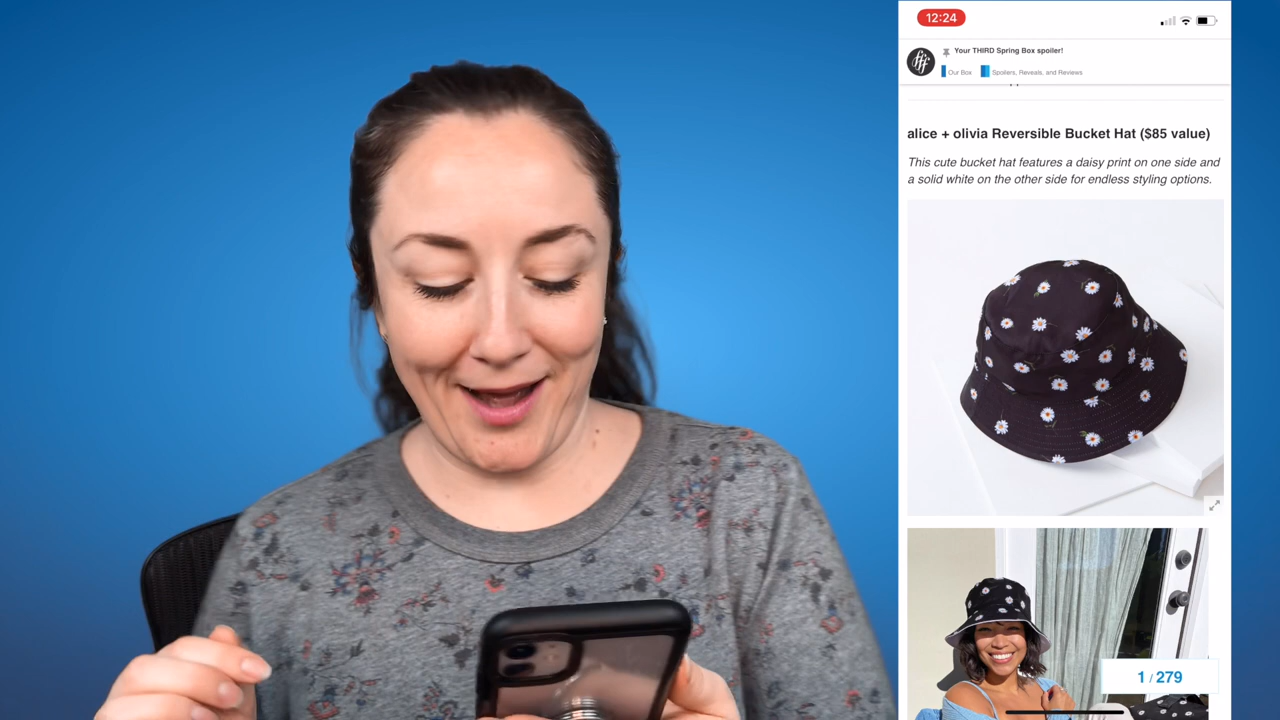 12:24
fff
Your THIRD Spring Box spoiler!
Our Box Spoilers, Reveals, and Reviews
alice + olivia Reversible Bucket Hat ($85 value)
This cute bucket hat features a daisy print on one side and
a solid white on the other side for endless styling options.
1 / 279